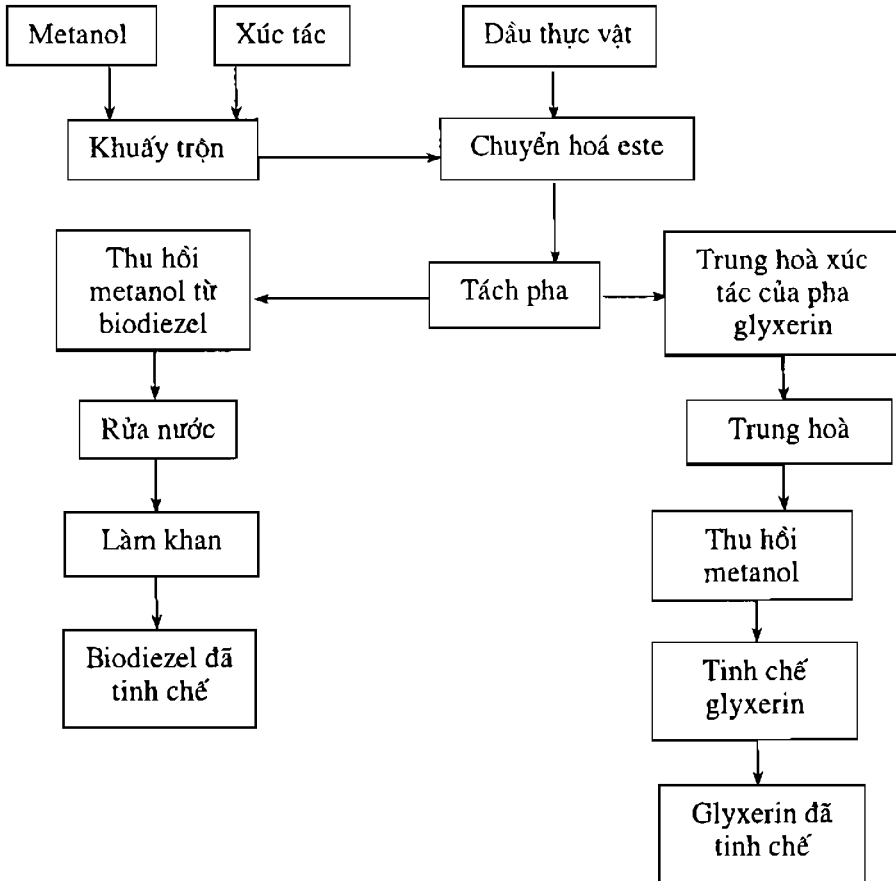 Metanol
Xúc tác
Dầu thực vật
Khuấy trộn
Chuyển hoá este
Thu hồi
metanol từ
biodiezel
Tách pha
Trung hoà xúc
tác của pha
glyxerin
Rửa nước
Trung hoà
Làm khan
Thu hồi
metanol
Biodiezel đã
tinh chế
Tinh chế
glyxerin
Glyxerin đã
tinh chế